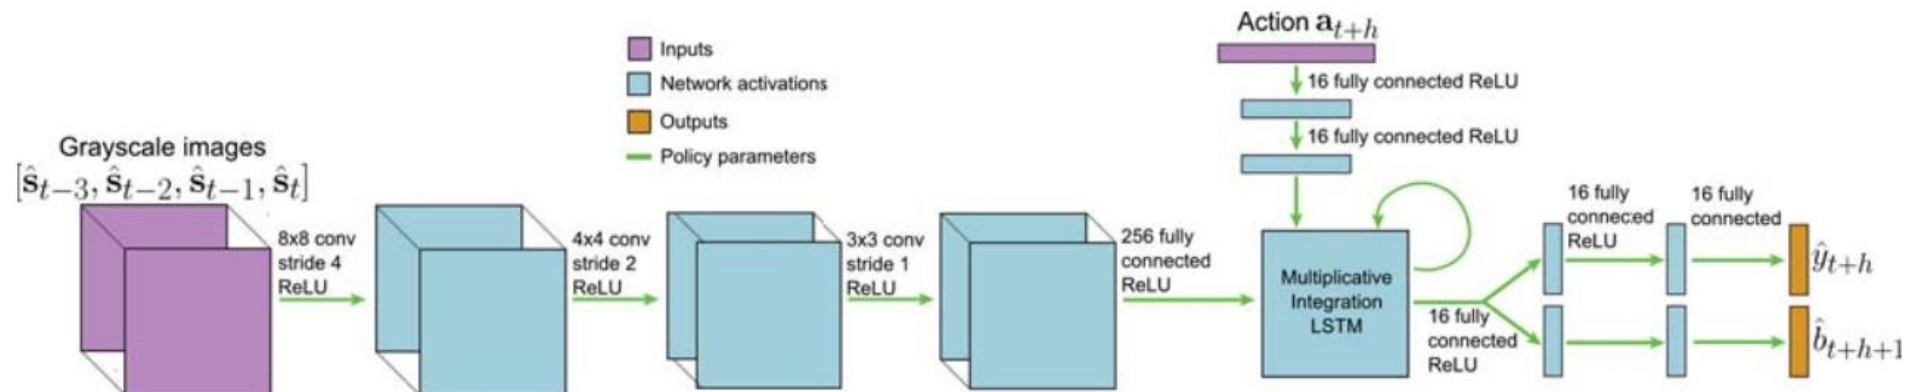 Action a_{t+h}
Inputs
16 fully connected ReLU
Network activations
Outputs
16 fully connected ReLU
Grayscale images
Policy parameters
[ŝ_{t−3}, ŝ_{t−2}, ŝ_{t−1}, ŝ_t]
8x8 conv
stride 4
ReLU
4x4 conv
stride 2
ReLU
3x3 conv
stride 1
ReLU
256 fully
connected
ReLU
Multiplicative
Integration
LSTM
16 fully
connected
ReLU
16 fully
conneced
ReLU
16 fully
connected
ŷ_{t+h}
b̂_{t+h+1}